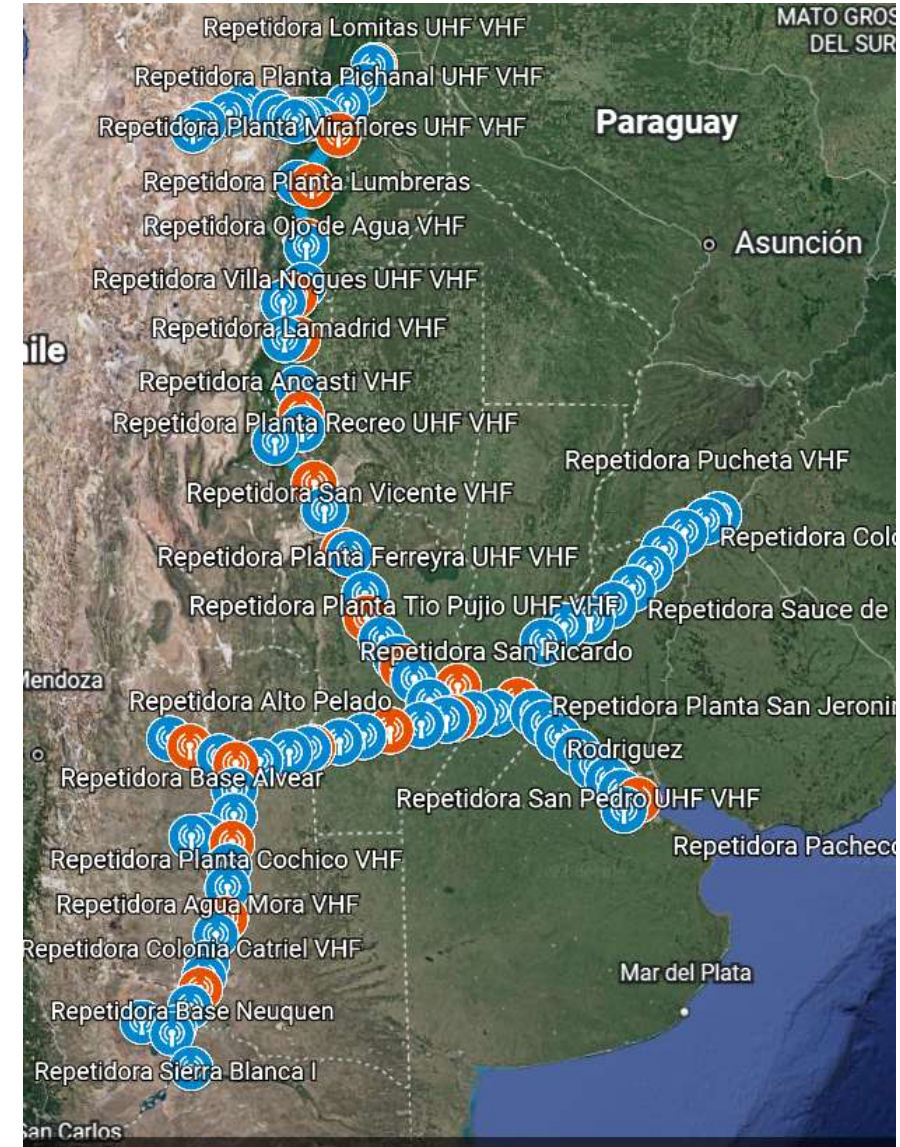 MATO GROS
DEL SUR
Repetidora Lomitas UHF VHF
Repetidora Planta Pichanal UHF VHF
Paraguay
Repetidora Planta Miraflores UHF VHF
Repetidora Planta Lumbreras
Repetidora Ojo de Agua VHF
Asunción
Repetidora Villa Nogues UHF VHF
Repetidora Lamadrid VHF
ile
Repetidora Ancasti VHF
Repetidora Planta Recreo UHF VHF
Repetidora Pucheta VHF
Repetidora San Vicente VHF
Repetidora Colo
Repetidora Planta Ferreyra UHF VHF
Repetidora Planta Tio Pujio UHF VHF
Repetidora Sauce de
Repetidora San Ricardo
Mendoza
Repetidora Alto Pelado
Repetidora Planta San Jeronim
Rodriguez
Repetidora Base Alvear
Repetidora San Pedro UHF VHF
Repetidora Pacheco
Repetidora Planta Cochico VHF
Repetidora Agua Mora VHF
Repetidora Colonia Catriel VHF
Mar del Plata
Repetidora Base Neuquen
Repetidora Sierra Blanca I
San Carlos